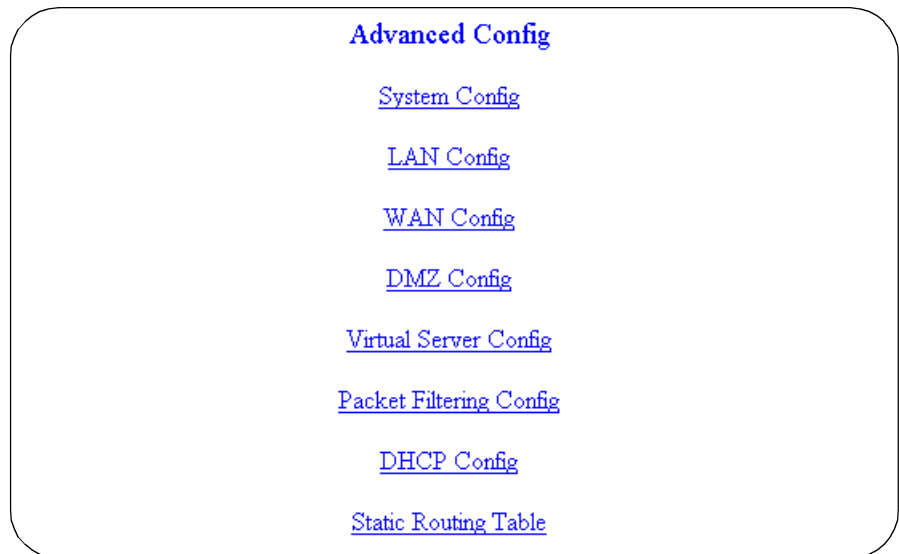 Advanced Config
System Config
LAN Config
WAN Config
DMZ Config
Virtual Server Config
Packet Filtering Config
DHCP Config
Static Routing Table